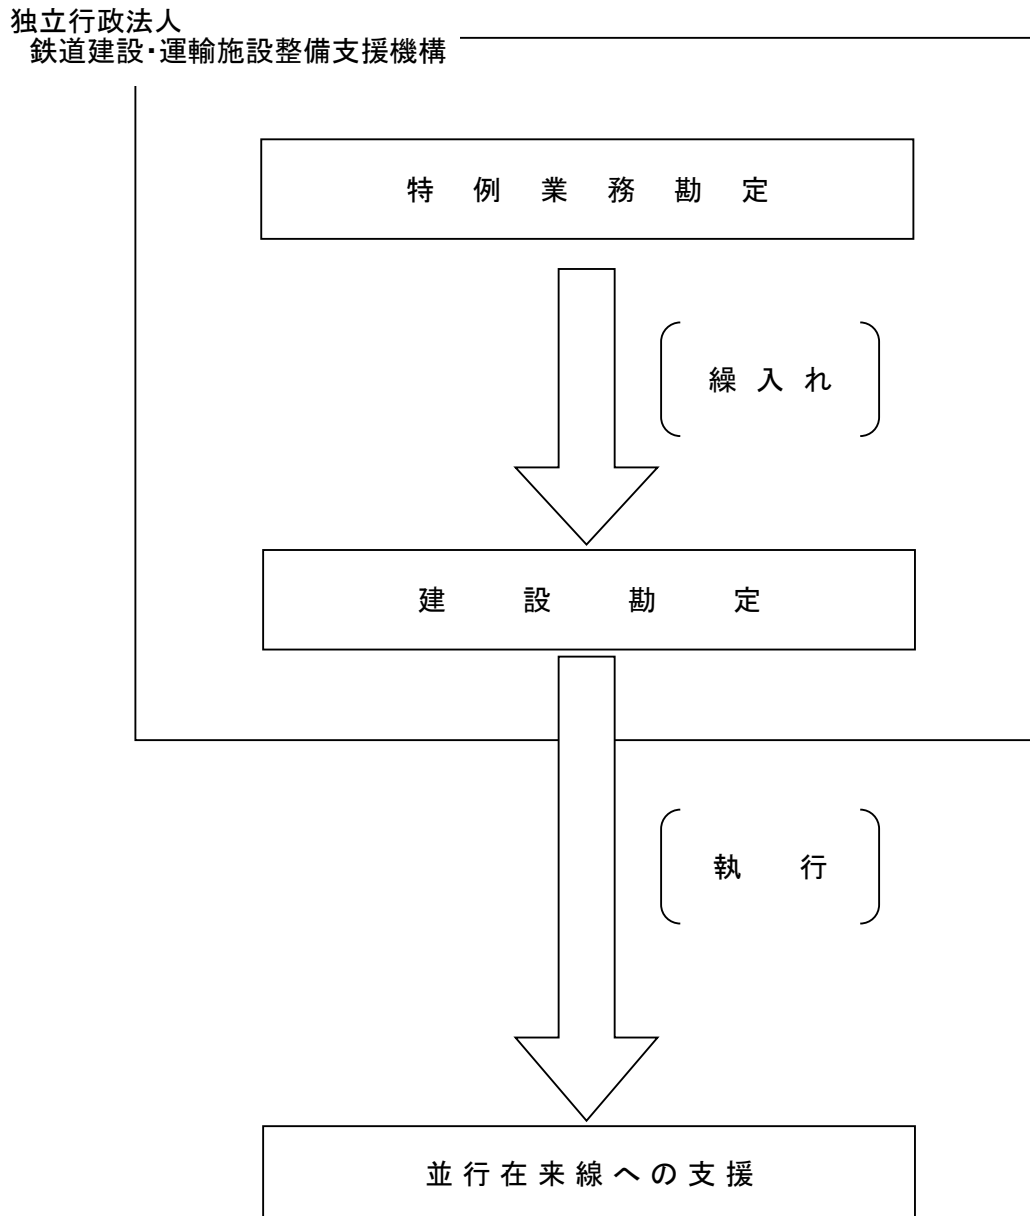 独立行政法人
鉄道建設・運輸施設整備支援機構
特例業務勘定
繰入れ
建設勘定
執行
並行在来線への支援